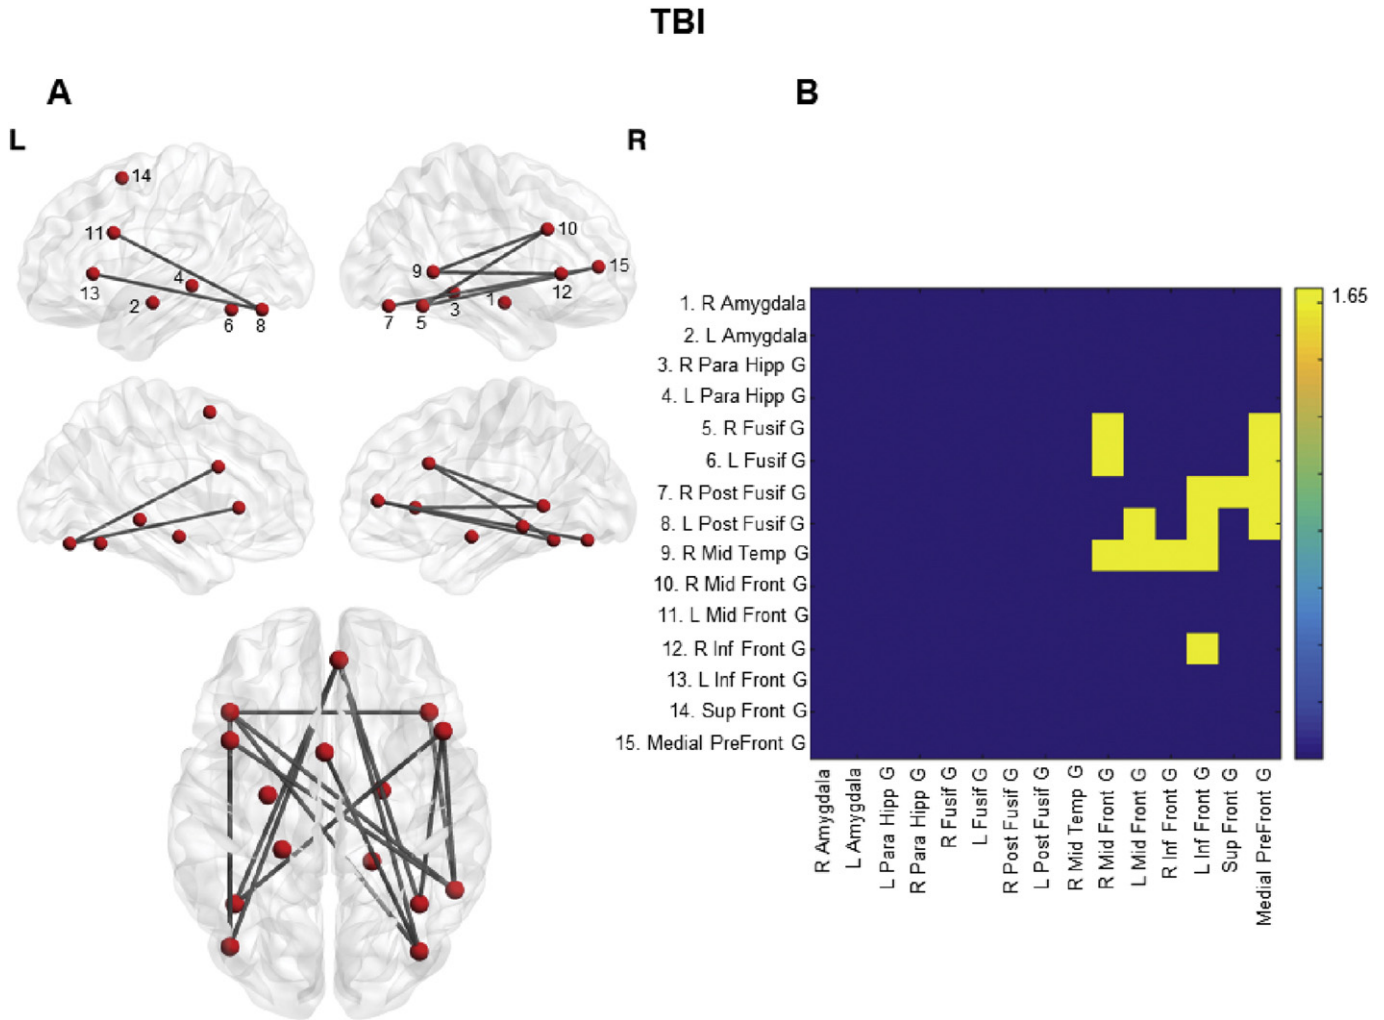 TBI
A
B
L
R
14
11
4
13
2
6
8
10
9
15
12
3
1
7
5
1.65
1. R Amygdala
2. L Amygdala
3. R Para Hipp G
4. L Para Hipp G
5. R Fusif G
6. L Fusif G
7. R Post Fusif G
8. L Post Fusif G
9. R Mid Temp G
10. R Mid Front G
11. L Mid Front G
12. R Inf Front G
13. L Inf Front G
14. Sup Front G
15. Medial PreFront G
R Amygdala
L Amygdala
L Para Hipp G
R Para Hipp G
R Fusif G
L Fusif G
R Post Fusif G
L Post Fusif G
R Mid Temp G
R Mid Front G
L Mid Front G
R Inf Front G
L Inf Front G
Sup Front G
Medial PreFront G